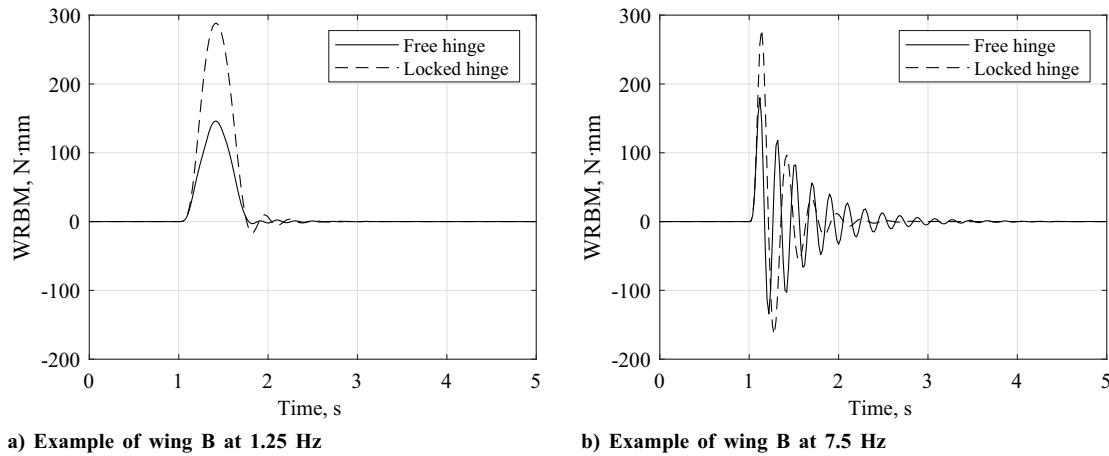 300
200
100
0
-100
-200
WRBM, N·mm
0 1 2 3 4 5
Time, s
Free hinge
Locked hinge
a) Example of wing B at 1.25 Hz
300
200
100
0
-100
-200
WRBM, N·mm
0 1 2 3 4 5
Time, s
Free hinge
Locked hinge
b) Example of wing B at 7.5 Hz